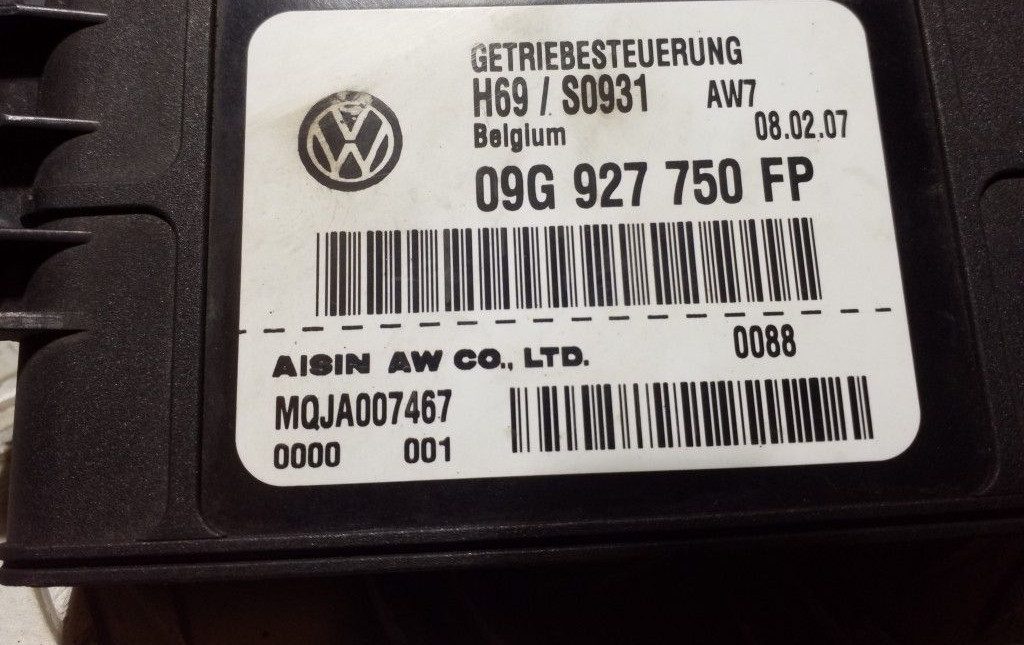 GETRIEBESTEUERUNG
H69 / S0931 AW7
Belgium 08.02.07
09G 927 750 FP
AISIN AW CO., LTD. 0088
MQJA007467
0000 001